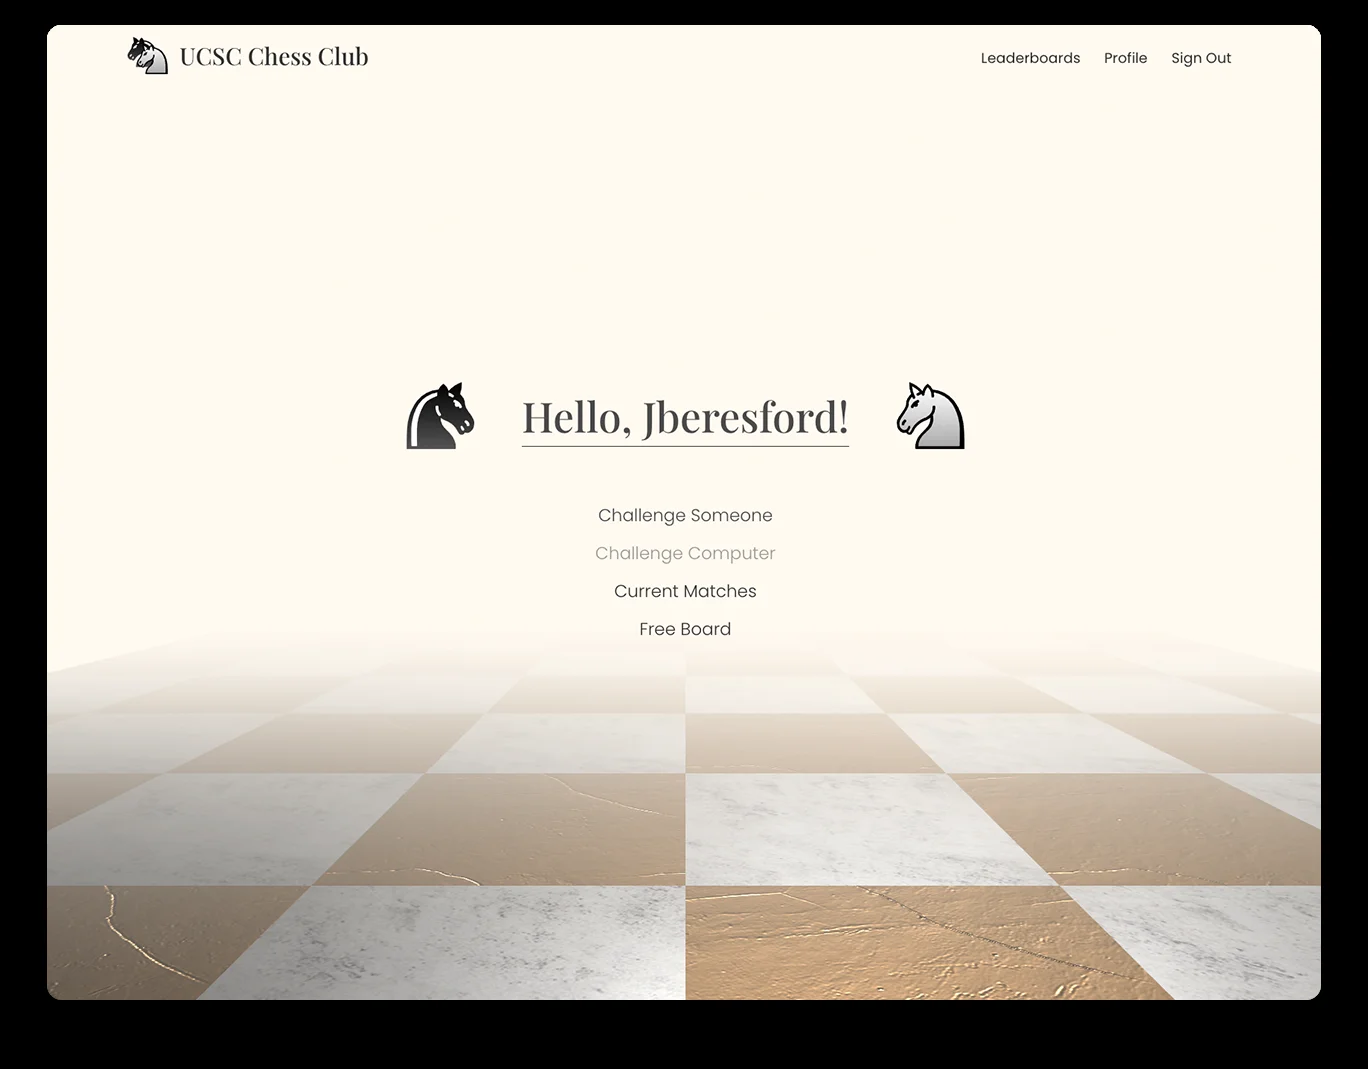 UCSC Chess Club
Leaderboards
Profile
Sign Out
Hello, Jberesford!
Challenge Someone
Challenge Computer
Current Matches
Free Board